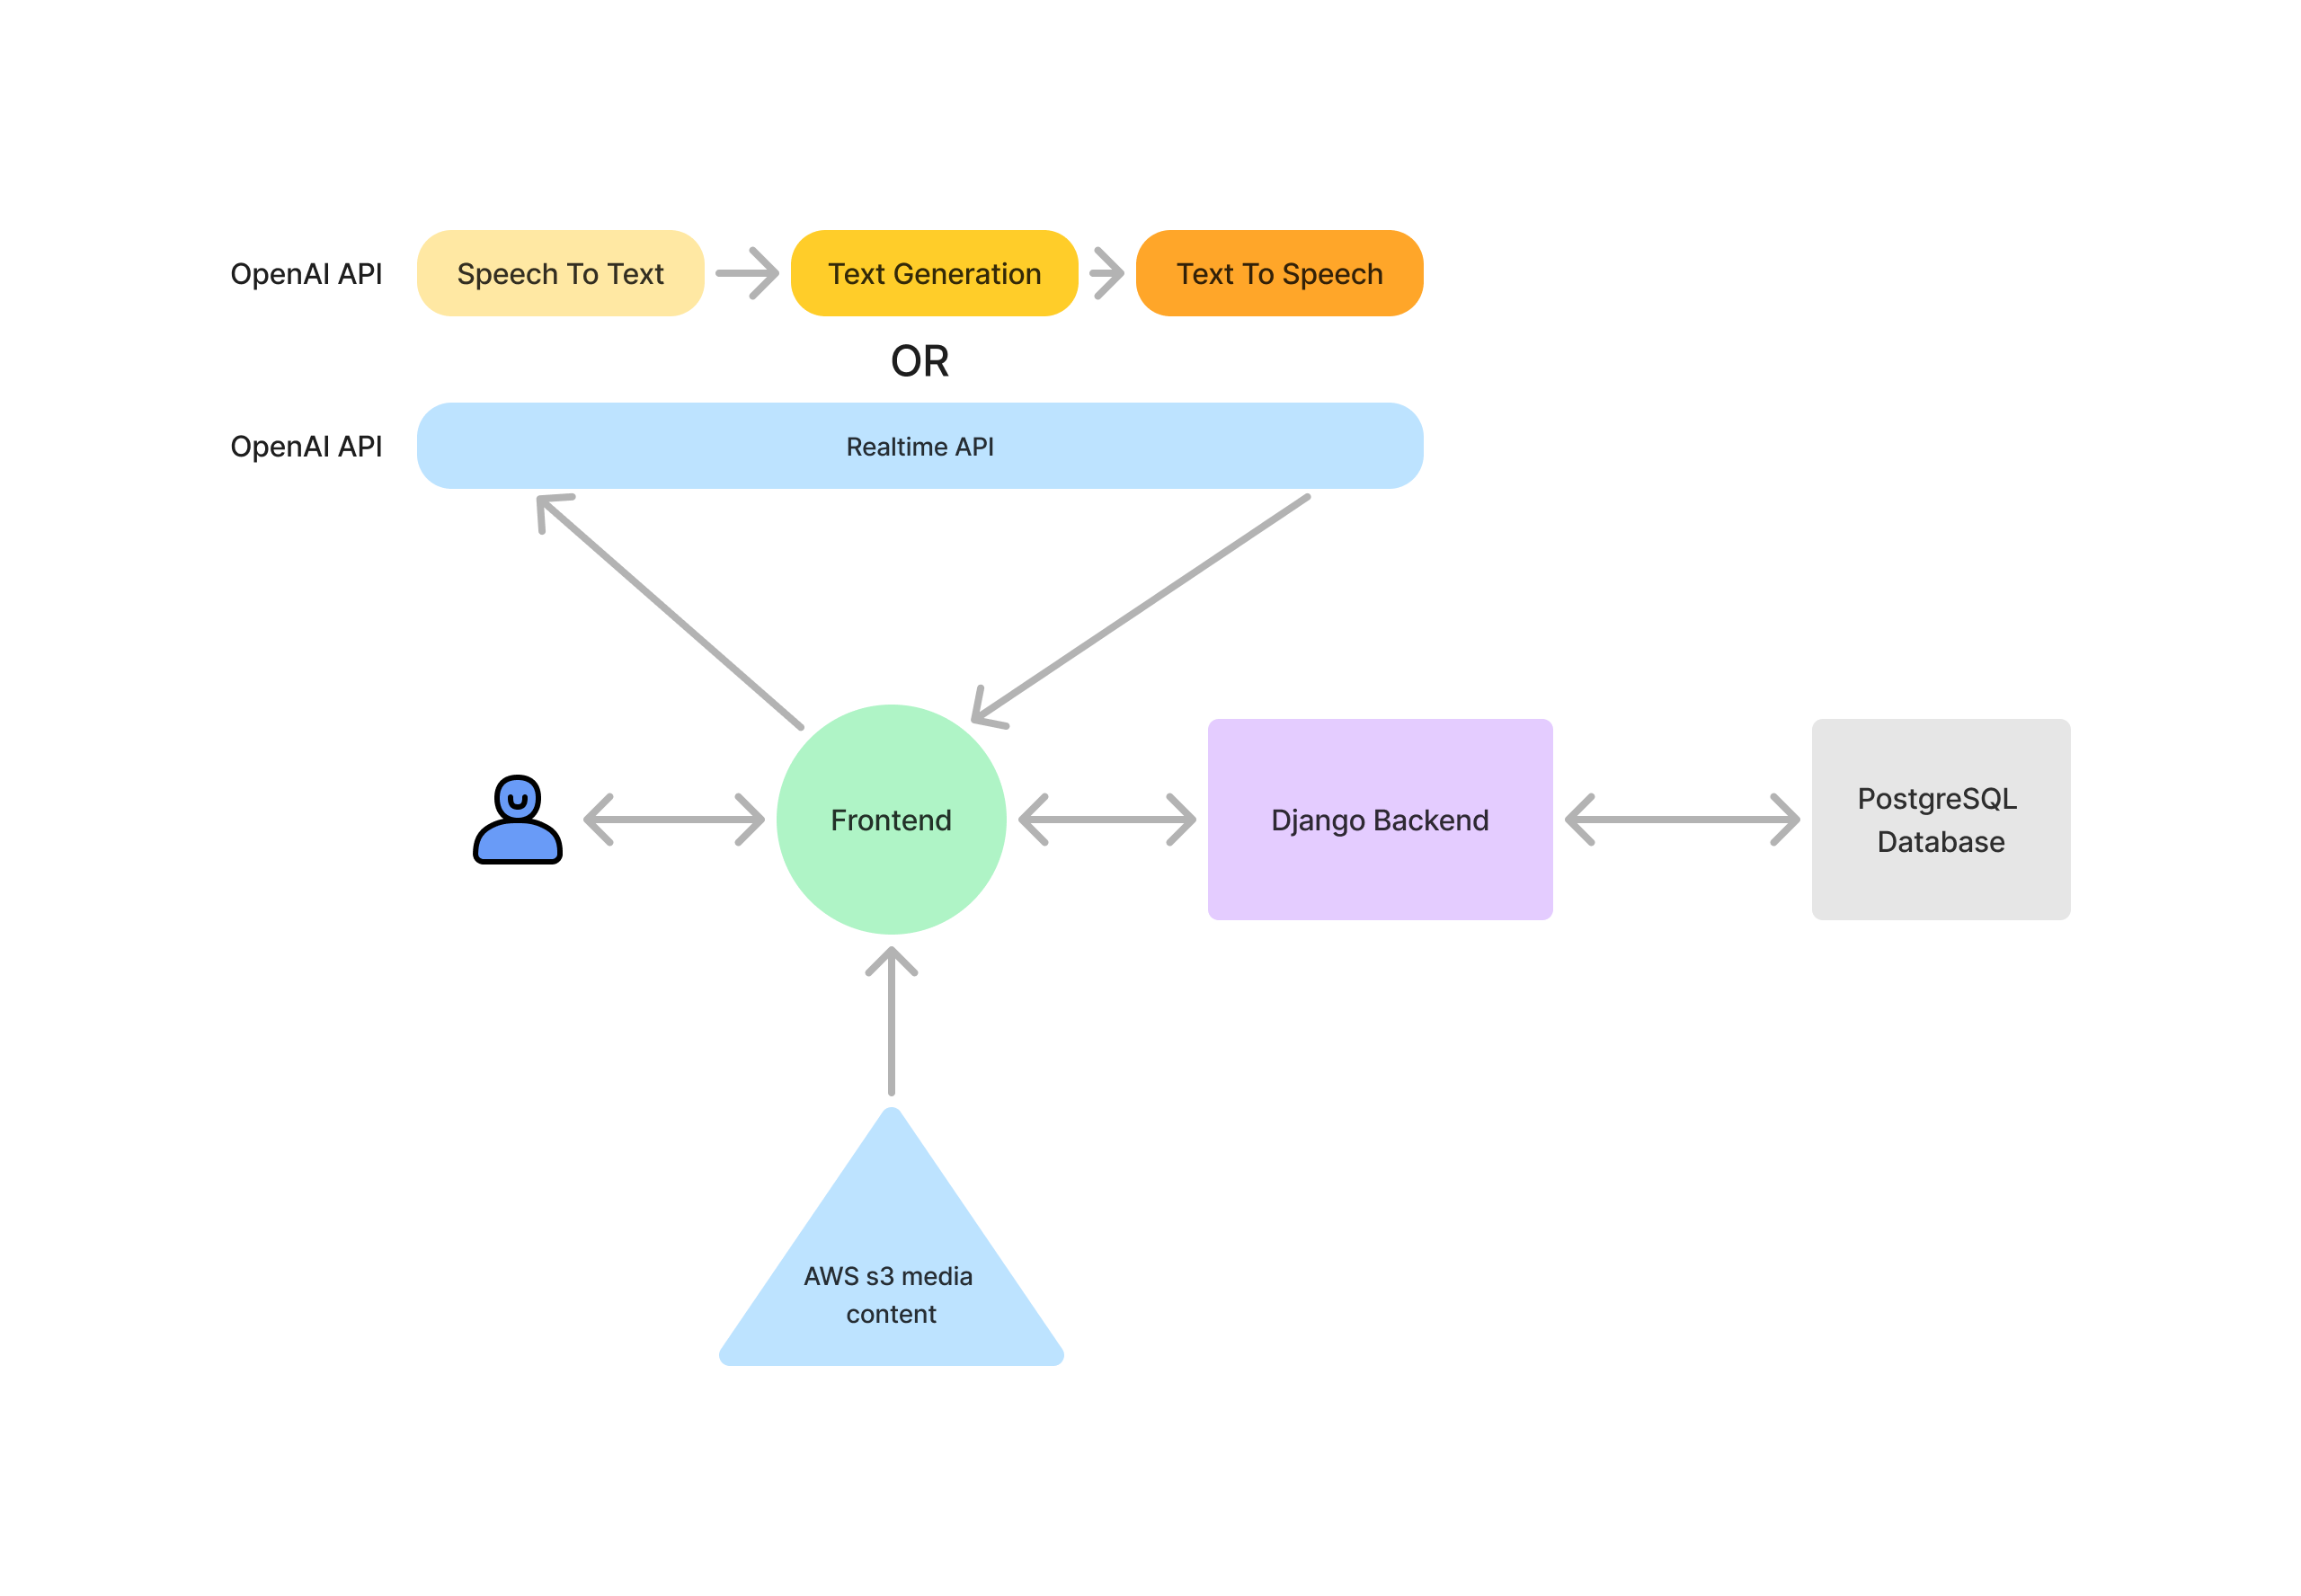 OpenAI API
Speech To Text
Text Generation
Text To Speech
OR
OpenAI API
Realtime API
Frontend
Django Backend
PostgreSQL
Database
AWS s3 media
content